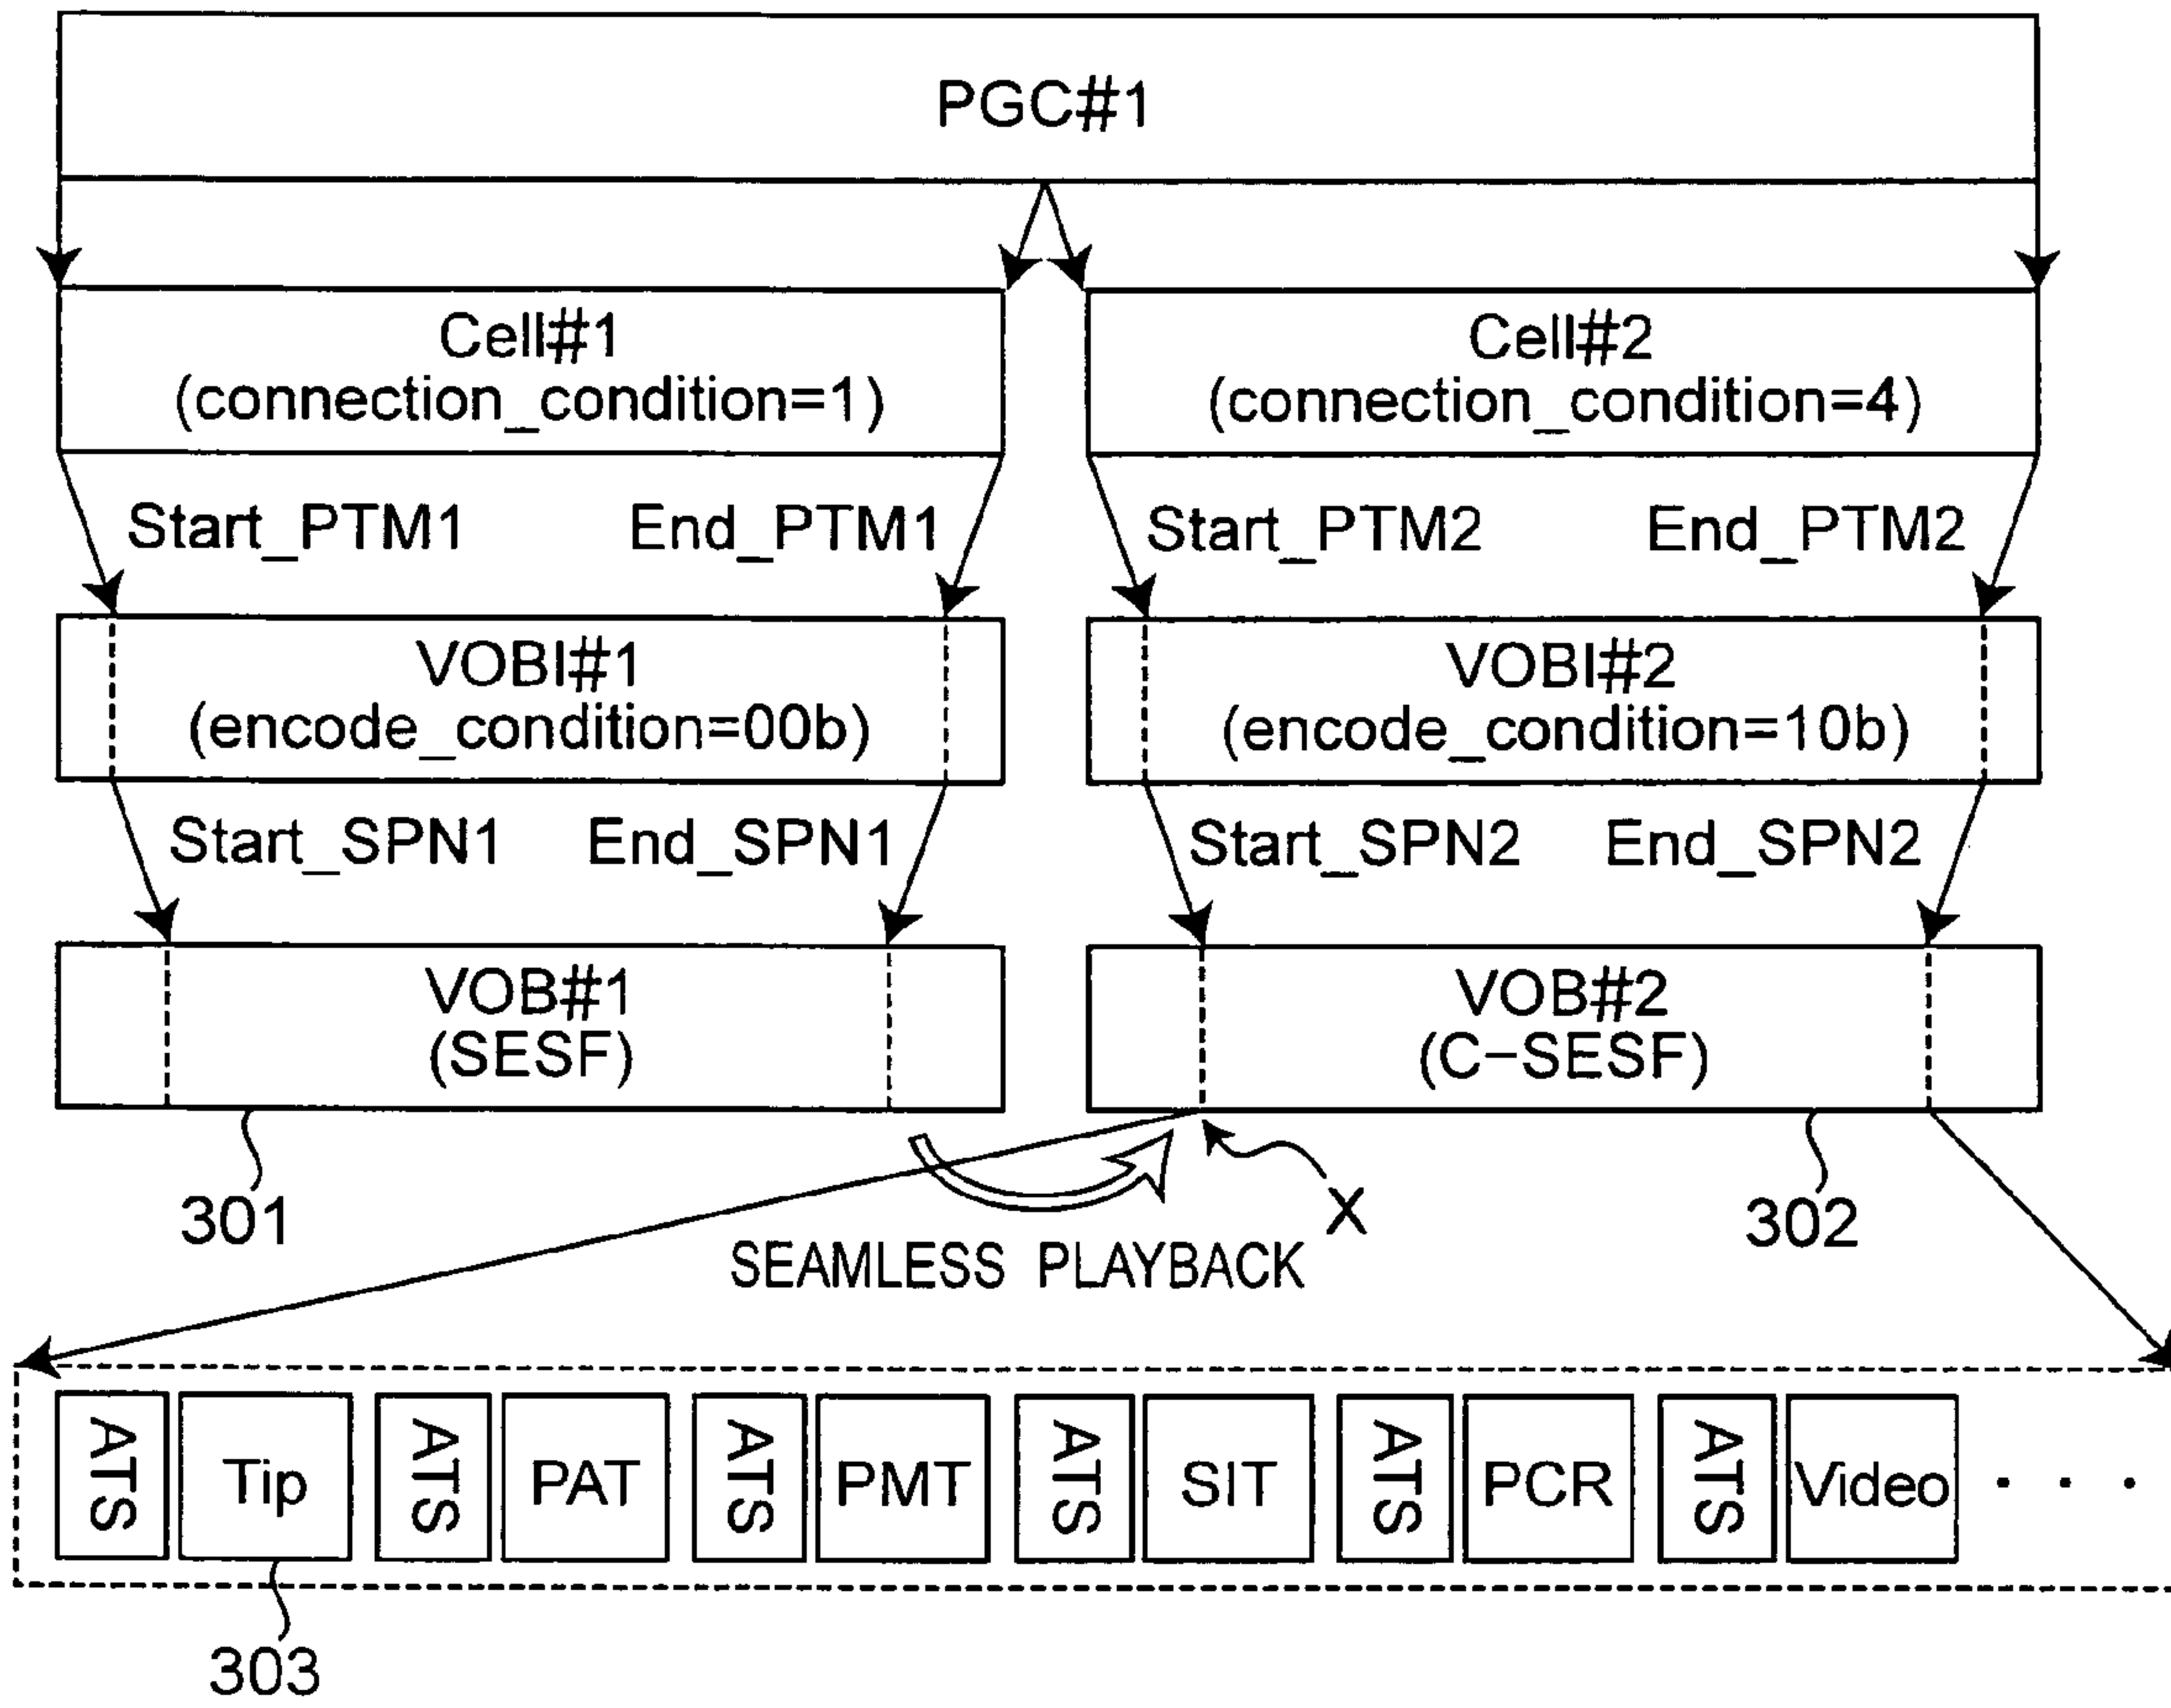 PGC#1
Cell#1
(connection_condition=1)
Cell#2
(connection_condition=4)
Start_PTM1
End_PTM1
Start_PTM2
End_PTM2
VOBI#1
(encode_condition=00b)
VOBI#2
(encode_condition=10b)
Start_SPN1
End_SPN1
Start_SPN2
End_SPN2
VOB#1
(SESF)
VOB#2
(C-SESF)
301
X
302
SEAMLESS PLAYBACK
ATS
Tip
ATS
PAT
ATS
PMT
ATS
SIT
ATS
PCR
ATS
Video
. . .
303